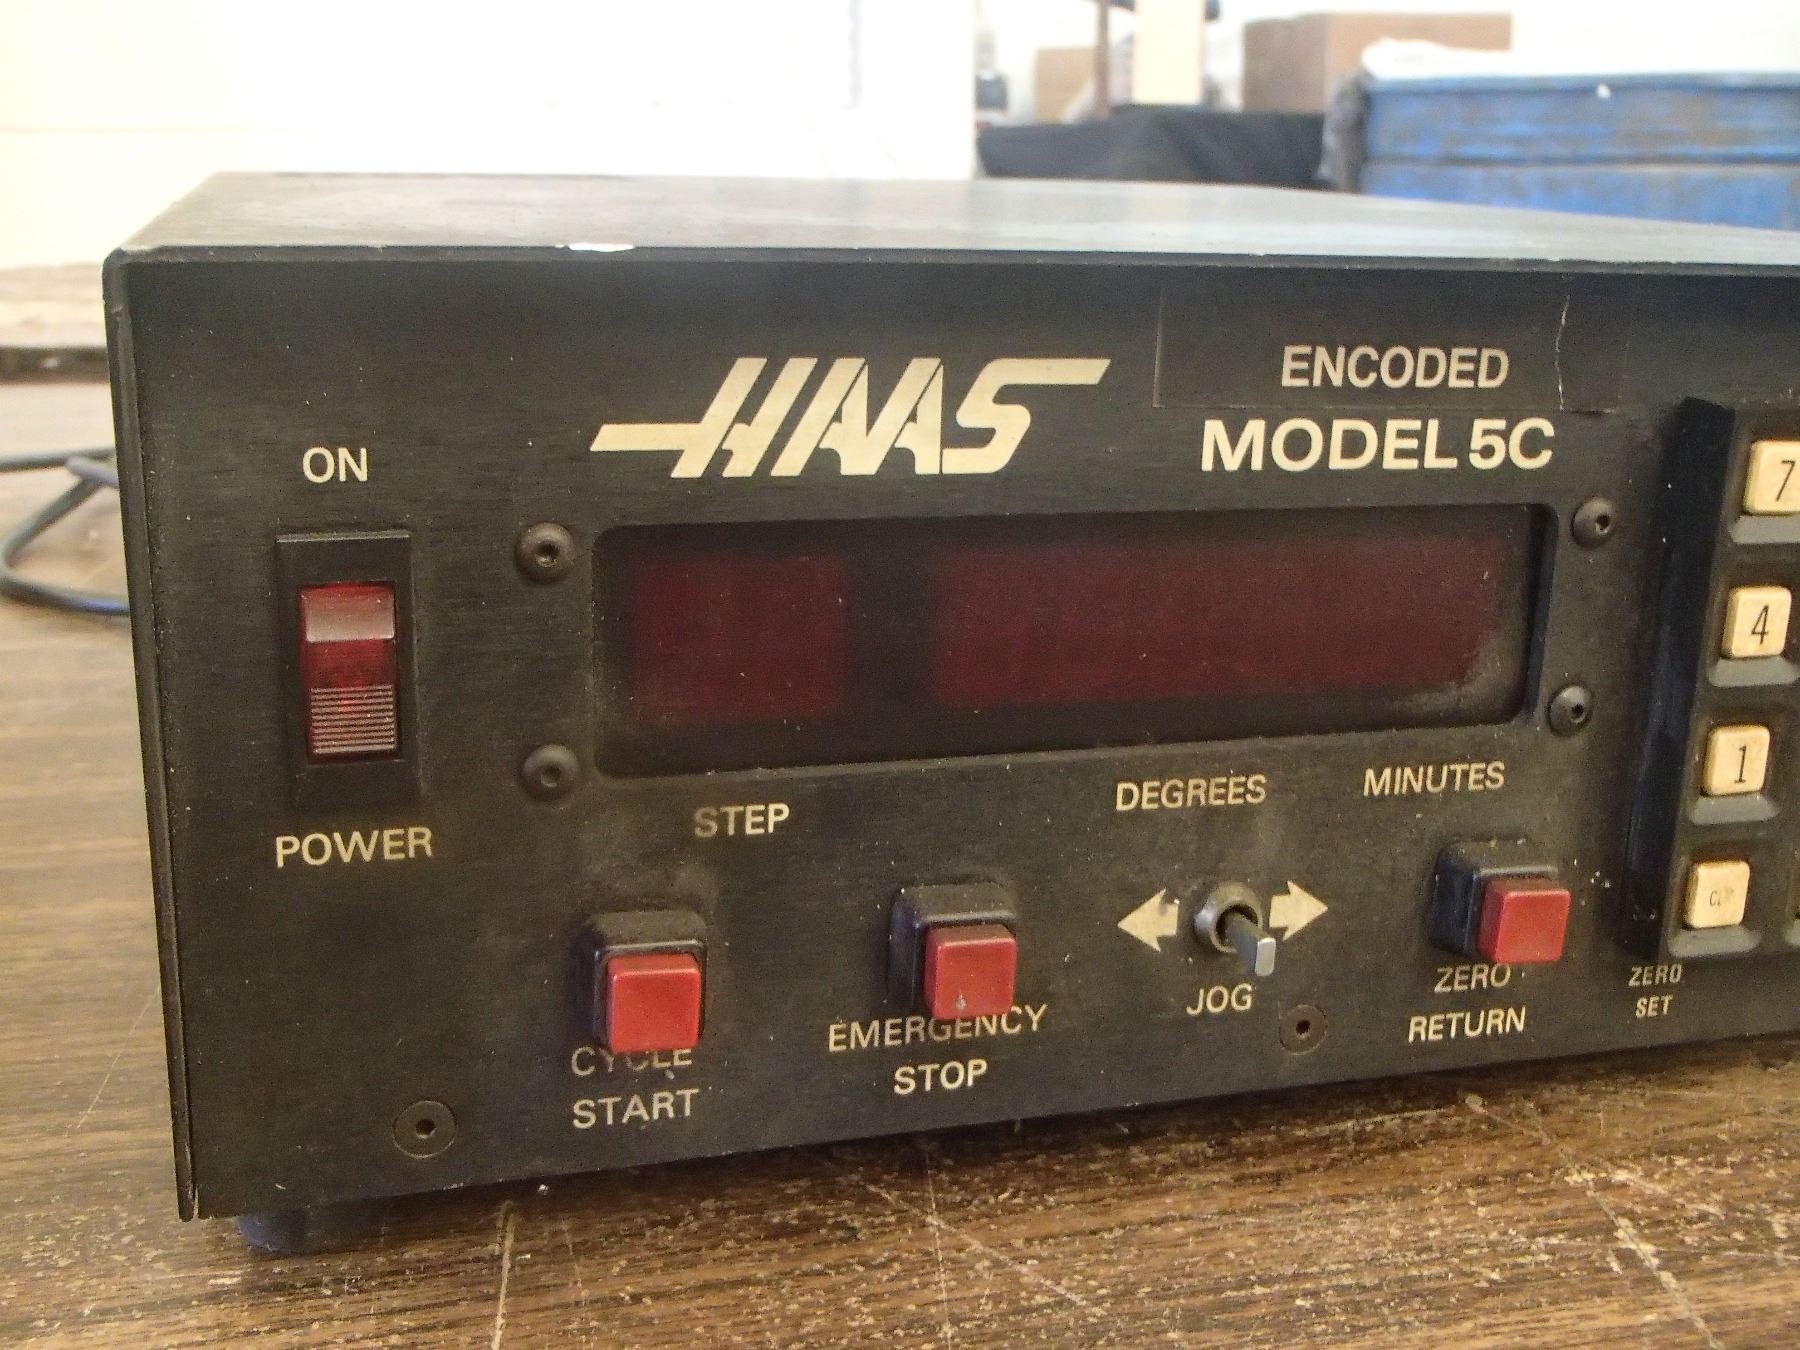 HAAS
ENCODED
MODEL 5C
ON
POWER
STEP
DEGREES
MINUTES
CYCLE
START
EMERGENCY
STOP
JOG
ZERO
RETURN
ZERO
SET
7
4
1